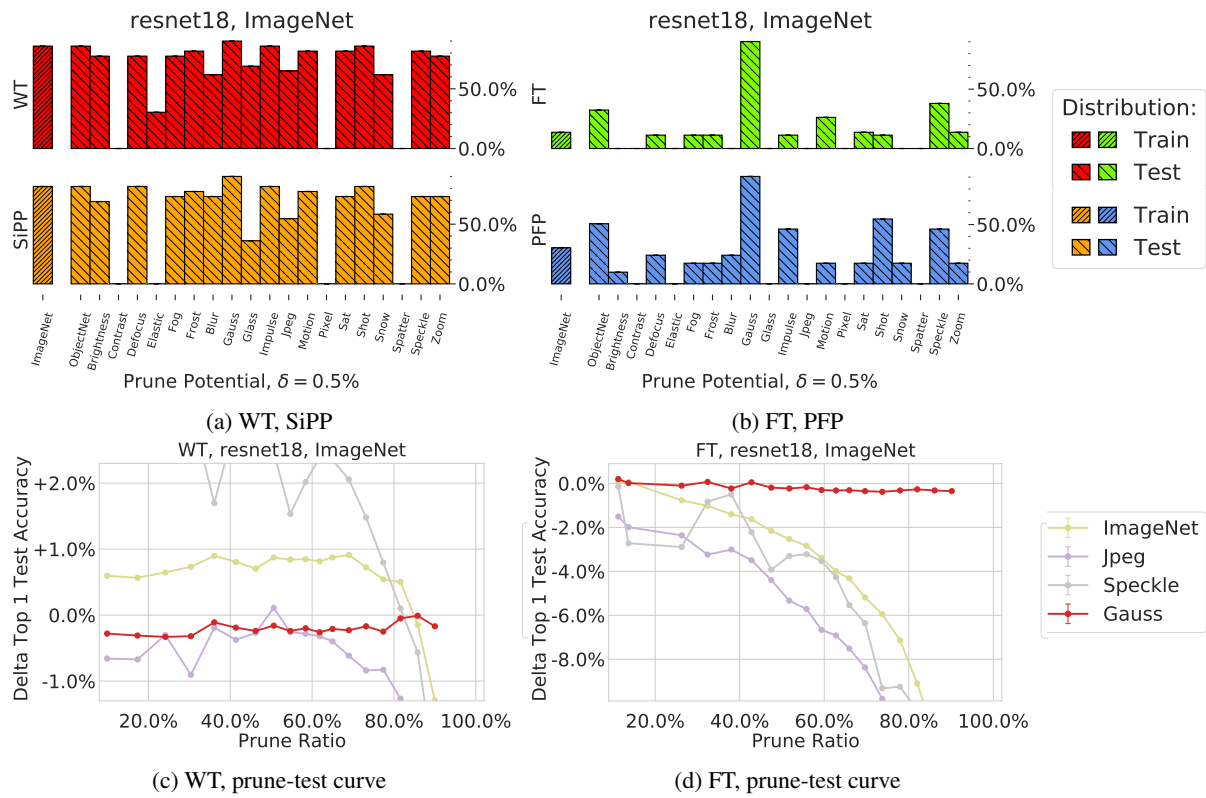 resnet18, ImageNet
WT
50.0%
0.0%
SiPP
50.0%
0.0%
ImageNet
ObjectNet
Brightness
Contrast
Defocus
Elastic
Fog
Frost
Blur
Gauss
Glass
Impulse
Jpeg
Motion
Pixel
Sat
Shot
Snow
Spatter
Speckle
Zoom
Prune Potential, δ = 0.5%
(a) WT, SiPP
resnet18, ImageNet
FT
50.0%
0.0%
PFP
50.0%
0.0%
ImageNet
ObjectNet
Brightness
Contrast
Defocus
Elastic
Fog
Frost
Blur
Gauss
Glass
Impulse
Jpeg
Motion
Pixel
Sat
Shot
Snow
Spatter
Speckle
Zoom
Prune Potential, δ = 0.5%
(b) FT, PFP
Distribution:
Train
Test
Train
Test
WT, resnet18, ImageNet
Delta Top 1 Test Accuracy
+2.0%
+1.0%
0.0%
-1.0%
20.0% 40.0% 60.0% 80.0% 100.0%
Prune Ratio
(c) WT, prune-test curve
FT, resnet18, ImageNet
Delta Top 1 Test Accuracy
0.0%
-2.0%
-4.0%
-6.0%
-8.0%
20.0% 40.0% 60.0% 80.0% 100.0%
Prune Ratio
(d) FT, prune-test curve
ImageNet
Jpeg
Speckle
Gauss